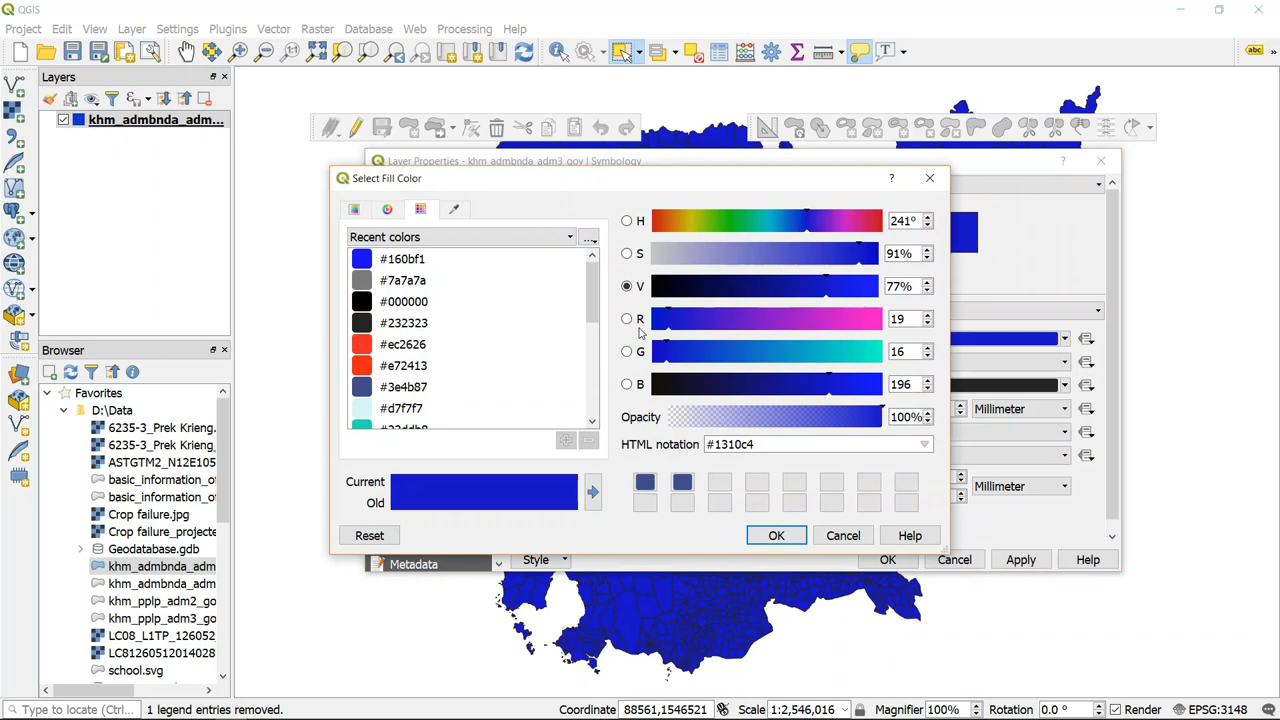 QGIS
Project Edit View Layer Settings Plugins Vector Raster Database Web Processing Help
abc
Layers
khm_admbnda_adm...
Layer Properties - khm_admbnda_adm3_gov | Symbology
Select Fill Color
Recent colors
#160bf1
#7a7a7a
#000000
#232323
#ec2626
#e72413
#3e4b87
#d7f7f7
H 241°
S 91%
V 77%
R 19
G 16
B 196
Opacity 100%
HTML notation #1310c4
Current
Old
Reset OK Cancel Help
Millimeter
Millimeter
Metadata Style OK Cancel Apply Help
Browser
Favorites
D:\Data
6235-3_Prek Krieng.
6235-4_Prek Krieng.
ASTGTM2_N12E105
basic_information_of
basic_information_of
Crop failure.jpg
Crop failure_projecte
Geodatabase.gdb
khm_admbnda_adm
khm_admbnda_adm
khm_pplp_adm2_go
khm_pplp_adm3_go
LC08_L1TP_126052
LC81260512014028
school.svg
Type to locate (Ctrl... 1 legend entries removed. Coordinate 88561,1546521 Scale 1:2,546,016 Magnifier 100% Rotation 0.0 ° Render EPSG:3148